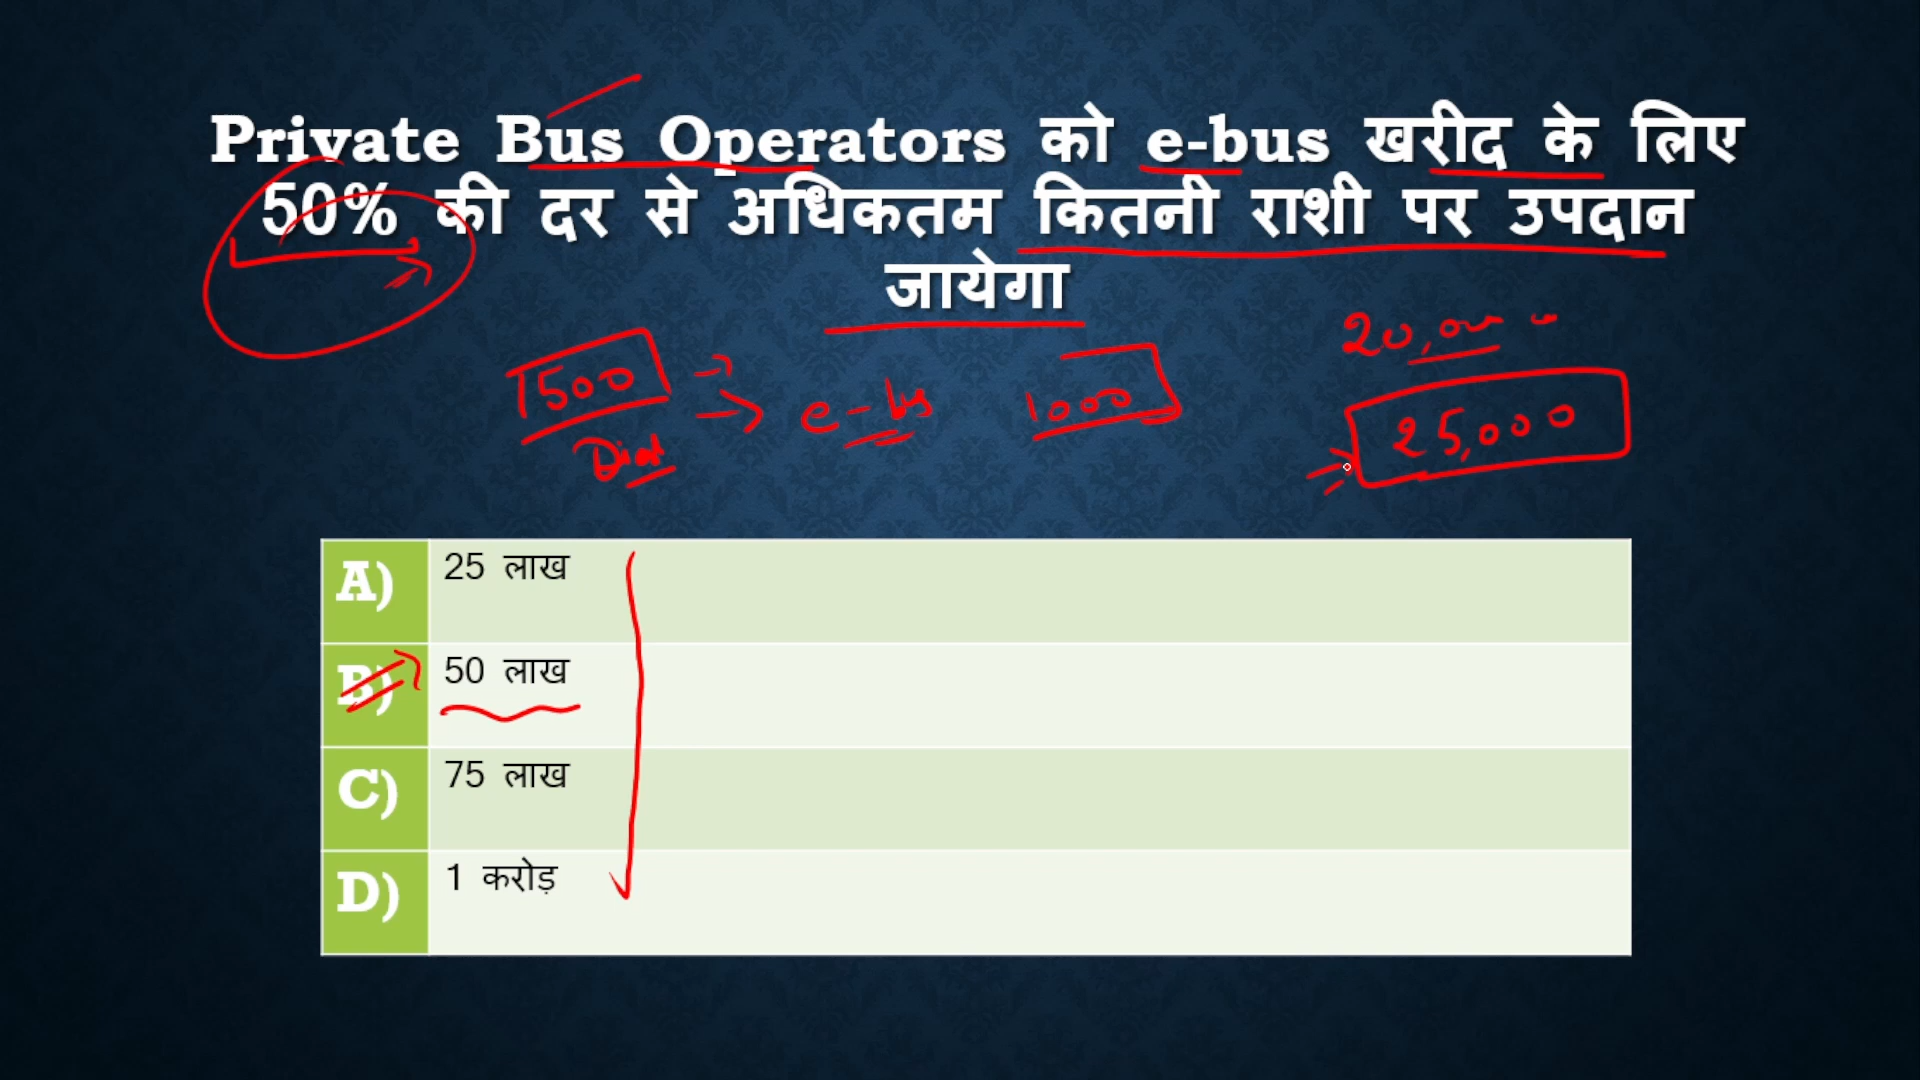 Private Bus Operators को e-bus खरीद के लिए
50% की दर से अधिकतम कितनी राशी पर उपदान
जायेगा
20,000
1500 e-bus 1000
25,000
A) 25 लाख
B) 50 लाख
C) 75 लाख
D) 1 करोड़